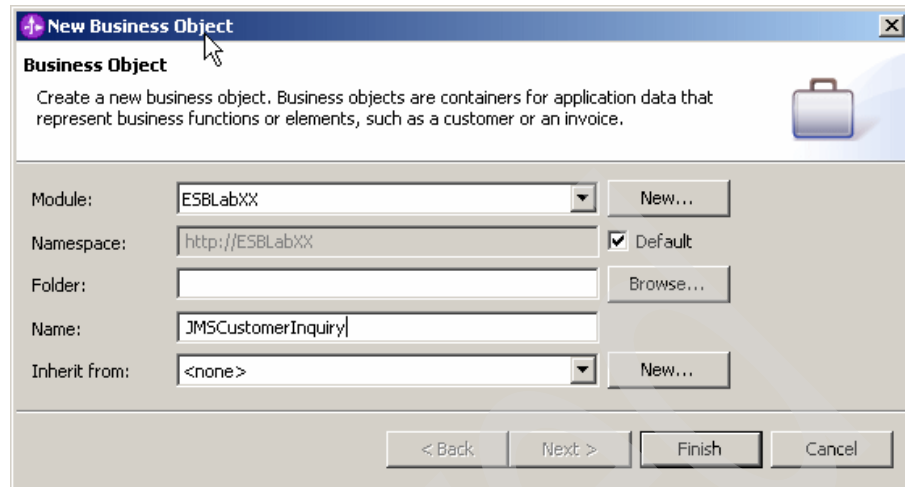 New Business Object
Business Object
Create a new business object. Business objects are containers for application data that
represent business functions or elements, such as a customer or an invoice.
Module: ESBLabXX New...
Namespace: http://ESBLabXX Default
Folder: Browse...
Name: JMSCustomerInquiry
Inherit from: <none> New...
< Back Next > Finish Cancel